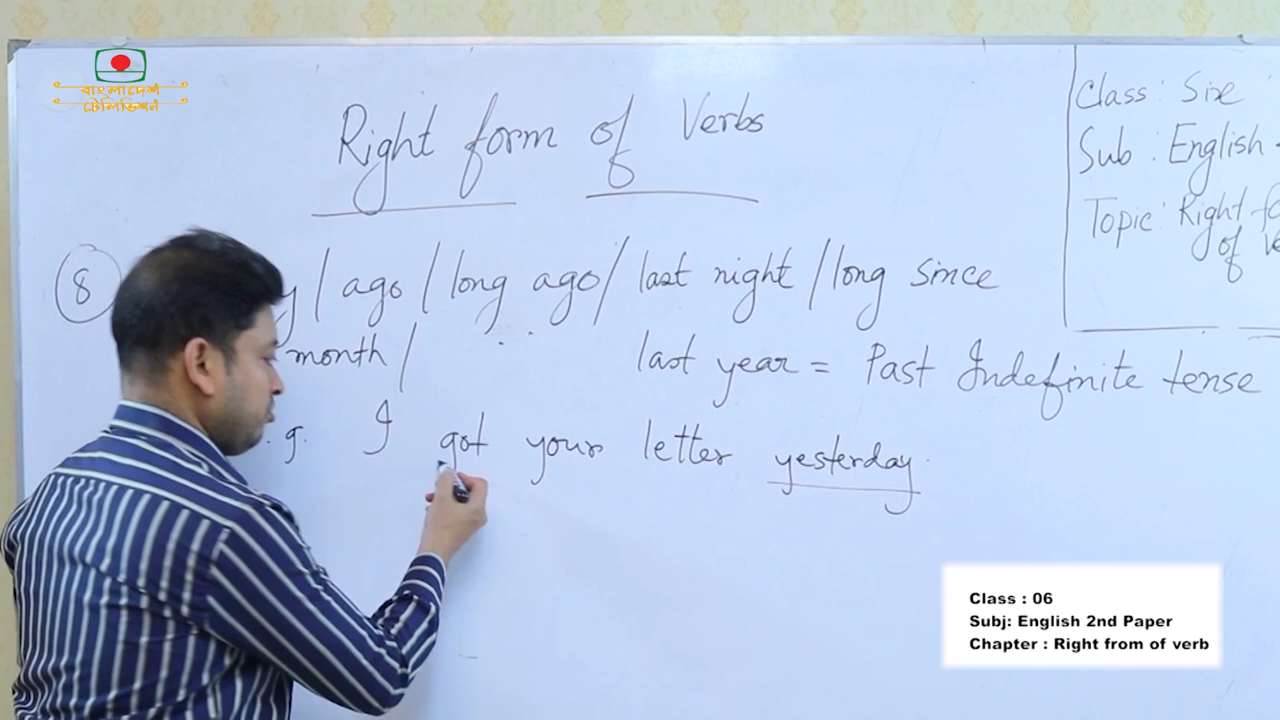 বাংলাদেশ
টেলিভিশন
Right form of Verbs
Class : Six
Sub : English
Topic : Right
of
8
/ ago / long ago / last night / long since
month / last year = Past Indefinite tense
g. I got your letter yesterday.
Class : 06
Subj: English 2nd Paper
Chapter : Right from of verb